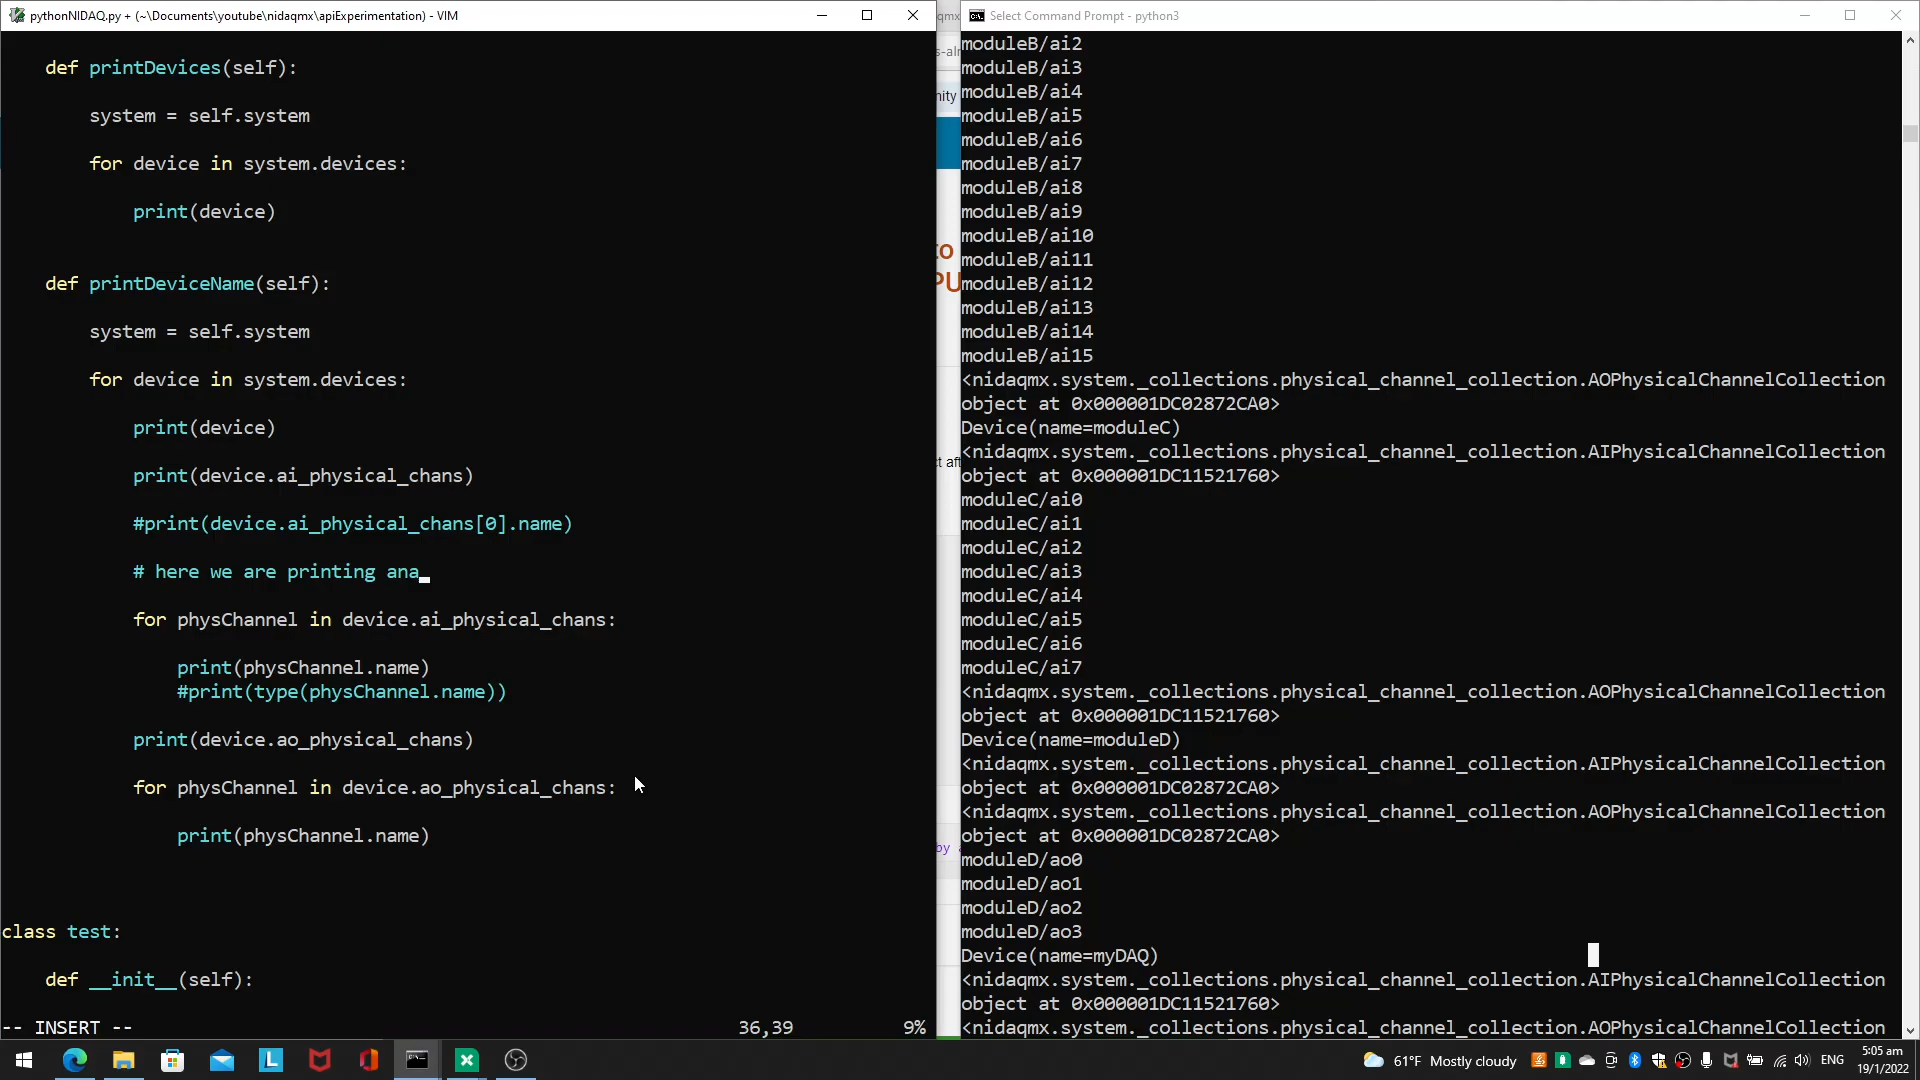 pythonNIDAQ.py + (~\Documents\youtube\nidaqmx\apiExperimentation) - VIM
def printDevices(self):
system = self.system
for device in system.devices:
print(device)
def printDeviceName(self):
system = self.system
for device in system.devices:
print(device)
print(device.ai_physical_chans)
#print(device.ai_physical_chans[0].name)
# here we are printing ana
for physChannel in device.ai_physical_chans:
print(physChannel.name)
#print(type(physChannel.name))
print(device.ao_physical_chans)
for physChannel in device.ao_physical_chans:
print(physChannel.name)
class test:
def __init__(self):
-- INSERT --
36,39
9%
Select Command Prompt - python3
moduleB/ai2
moduleB/ai3
moduleB/ai4
moduleB/ai5
moduleB/ai6
moduleB/ai7
moduleB/ai8
moduleB/ai9
moduleB/ai10
moduleB/ai11
moduleB/ai12
moduleB/ai13
moduleB/ai14
moduleB/ai15
<nidaqmx.system._collections.physical_channel_collection.AOPhysicalChannelCollection
object at 0x000001DC02872CA0>
Device(name=moduleC)
<nidaqmx.system._collections.physical_channel_collection.AIPhysicalChannelCollection
object at 0x000001DC11521760>
moduleC/ai0
moduleC/ai1
moduleC/ai2
moduleC/ai3
moduleC/ai4
moduleC/ai5
moduleC/ai6
moduleC/ai7
<nidaqmx.system._collections.physical_channel_collection.AOPhysicalChannelCollection
object at 0x000001DC11521760>
Device(name=moduleD)
<nidaqmx.system._collections.physical_channel_collection.AIPhysicalChannelCollection
object at 0x000001DC02872CA0>
<nidaqmx.system._collections.physical_channel_collection.AOPhysicalChannelCollection
object at 0x000001DC02872CA0>
moduleD/ao0
moduleD/ao1
moduleD/ao2
moduleD/ao3
Device(name=myDAQ)
<nidaqmx.system._collections.physical_channel_collection.AIPhysicalChannelCollection
object at 0x000001DC11521760>
<nidaqmx.system._collections.physical_channel_collection.AOPhysicalChannelCollection
61°F Mostly cloudy
ENG
5:05 am
19/1/2022